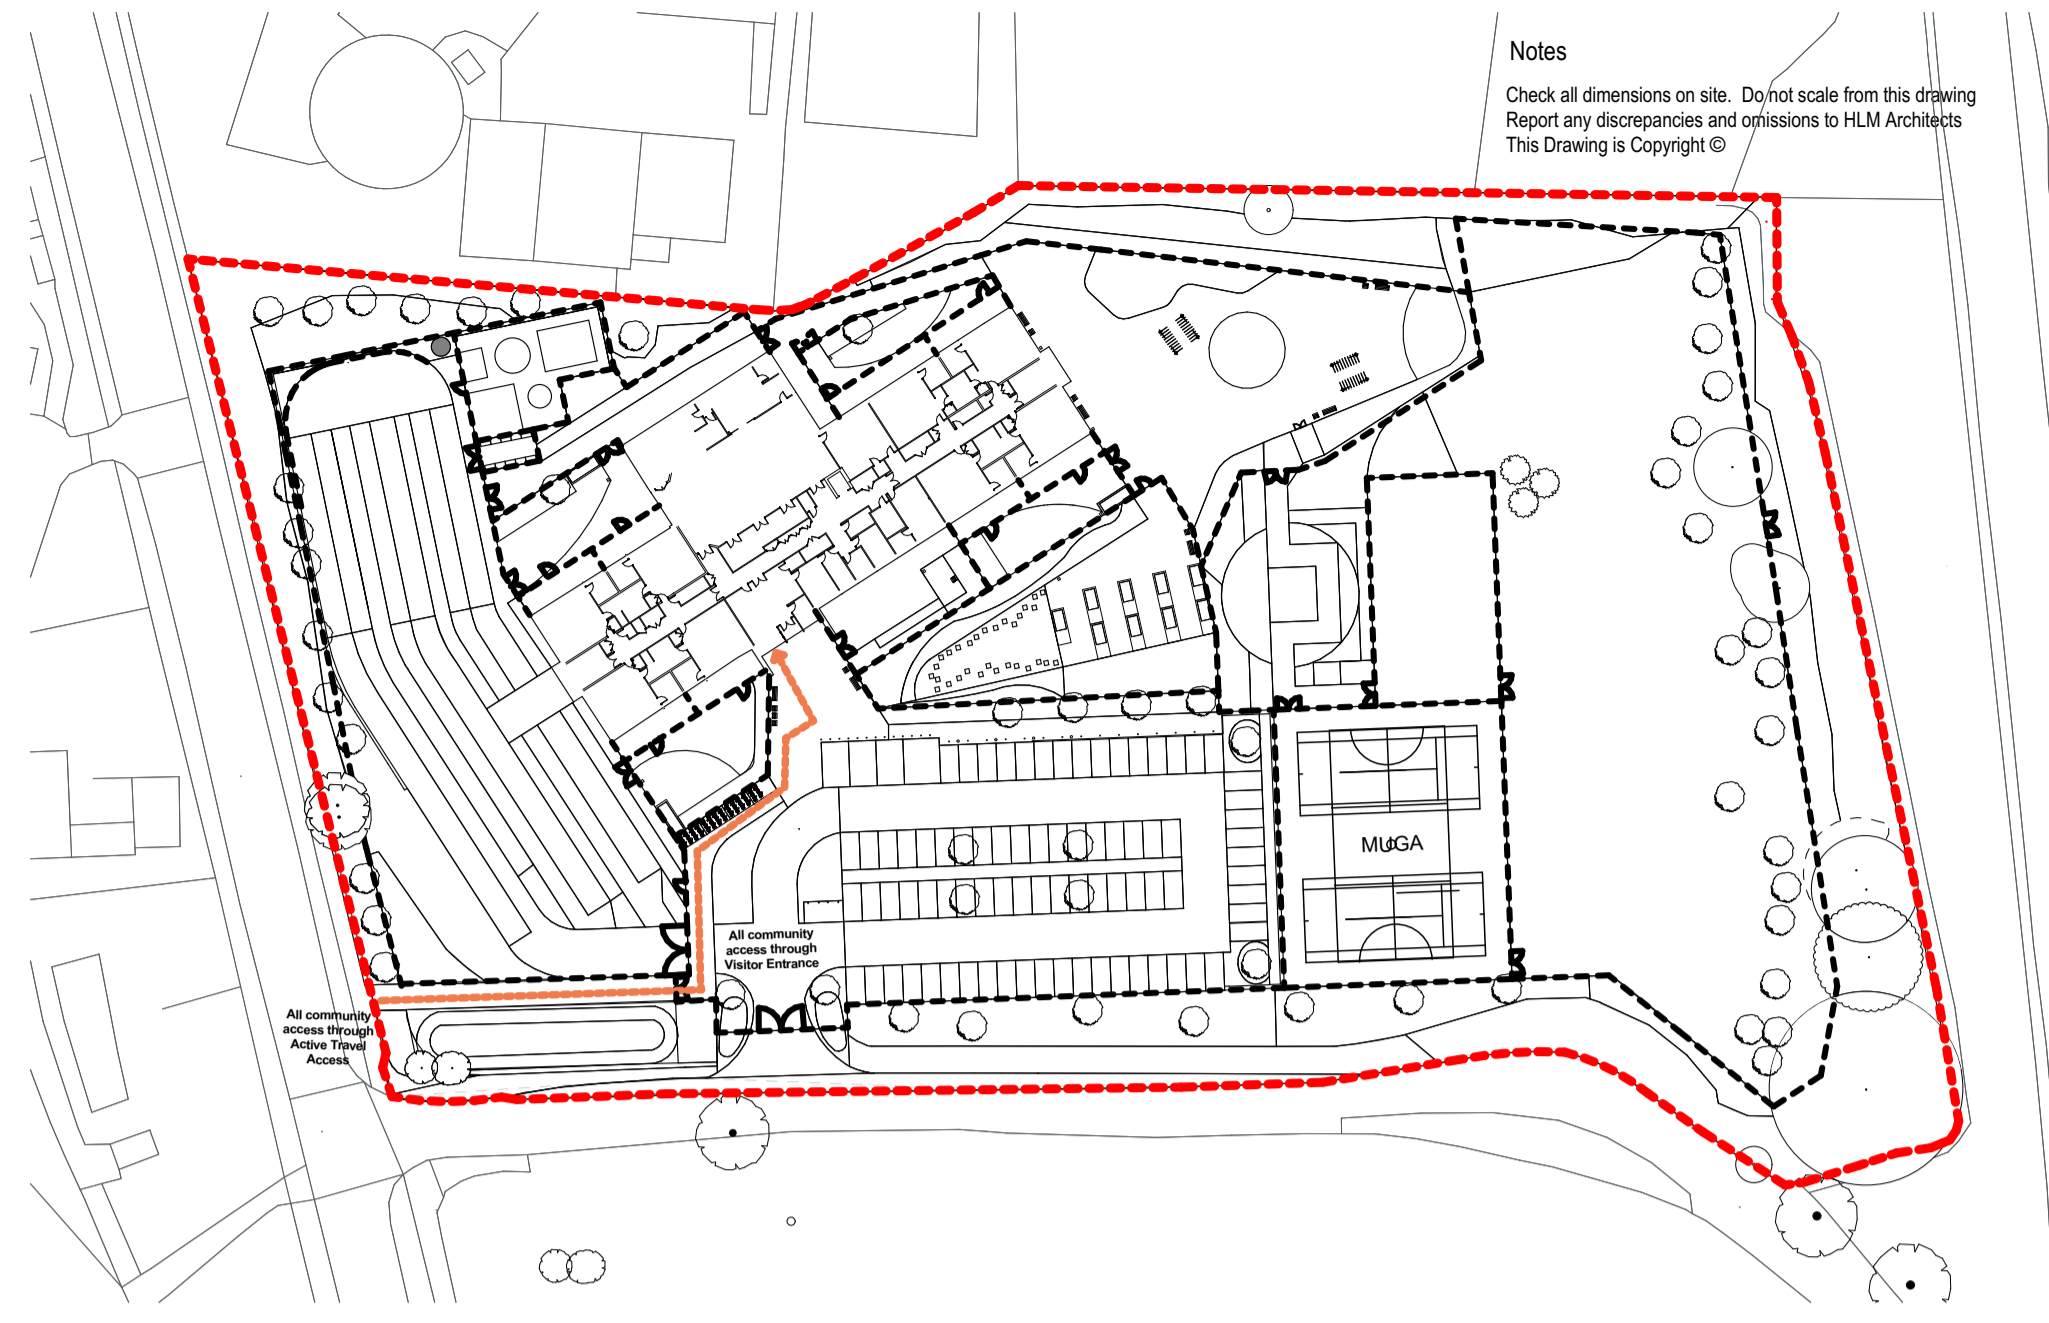 Notes
Check all dimensions on site. Do not scale from this drawing
Report any discrepancies and omissions to HLM Architects
This Drawing is Copyright ©
MUGA
All community
access through
Visitor Entrance
All community
access through
Active Travel
Access